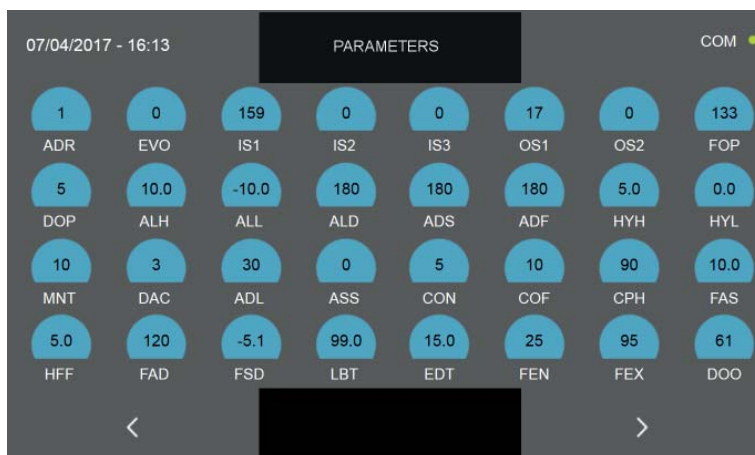 07/04/2017 - 16:13 PARAMETERS COM
1 0 159 0 0 17 0 133
ADR EVO IS1 IS2 IS3 OS1 OS2 FOP
5 10.0 -10.0 180 180 180 5.0 0.0
DOP ALH ALL ALD ADS ADF HYH HYL
10 3 30 0 5 10 90 10.0
MNT DAC ADL ASS CON COF CPH FAS
5.0 120 -5.1 99.0 15.0 25 95 61
HFF FAD FSD LBT EDT FEN FEX DOO